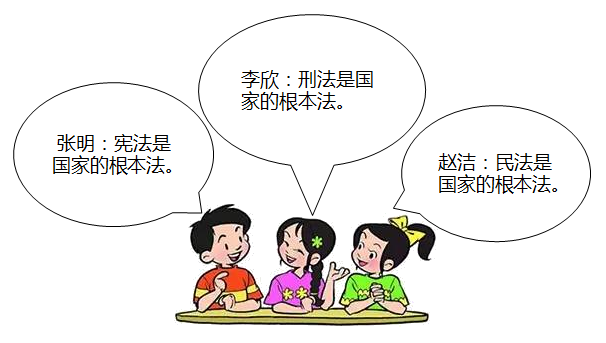 张明：宪法是
国家的根本法。
李欣：刑法是国
家的根本法。
赵洁：民法是
国家的根本法。